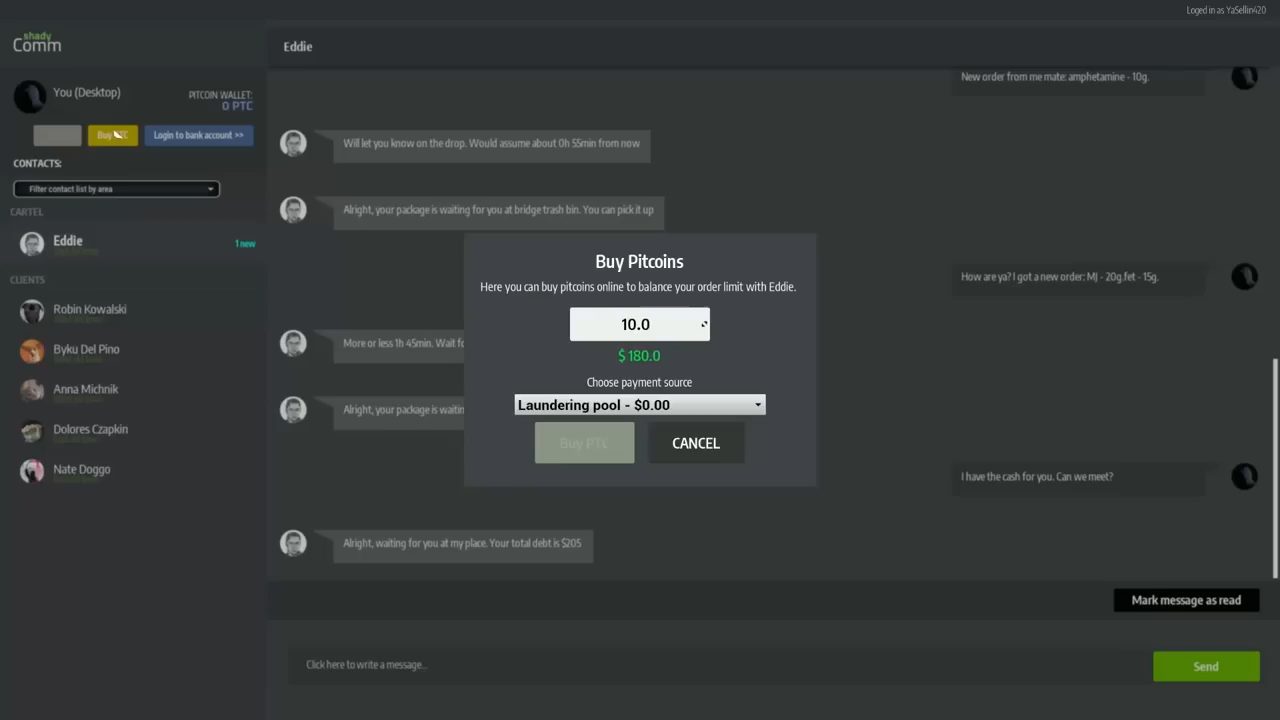 Loged in as YaSellin420
shady
Comm
You (Desktop)
PITCOIN WALLET:
0 PTC
Buy PTC
Login to bank account >>
CONTACTS:
Filter contact list by area
CARTEL
Eddie
1 new
CLIENTS
Robin Kowalski
Byku Del Pino
Anna Michnik
Dolores Czapkin
Nate Doggo
Eddie
New order from me mate: amphetamine - 10g.
Will let you know on the drop. Would assume about 0h 55min from now
Alright, your package is waiting for you at bridge trash bin. You can pick it up
How are ya? I got a new order: MJ - 20g.fet - 15g.
More or less 1h 45min. Wait
Alright, your package is
I have the cash for you. Can we meet?
Alright, waiting for you at my place. Your total debt is $205
Mark message as read
Click here to write a message...
Send
Buy Pitcoins
Here you can buy pitcoins online to balance your order limit with Eddie.
10.0
$ 180.0
Choose payment source
Laundering pool - $0.00
Buy PTC
CANCEL